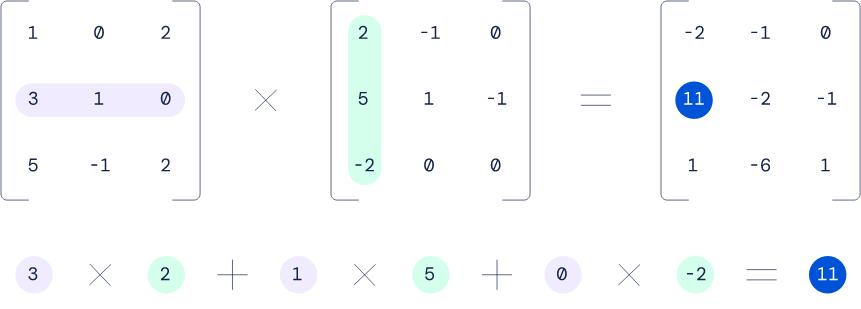 1 0 2 2 -1 0 -2 -1 0
3 1 0 × 5 1 -1 = 11 -2 -1
5 -1 2 -2 0 0 1 -6 1
3 × 2 + 1 × 5 + 0 × -2 = 11